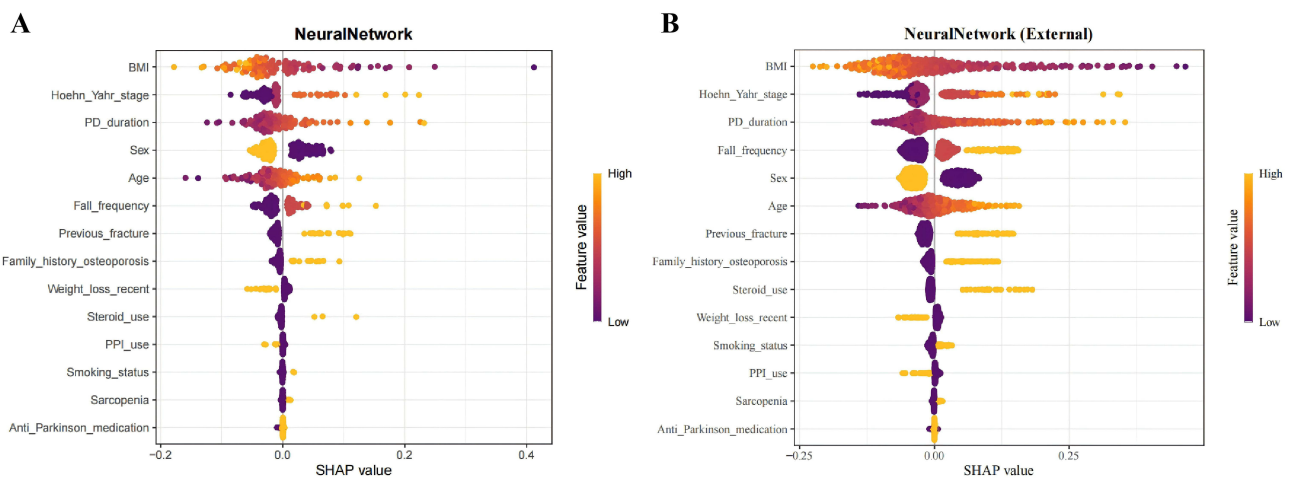 A
NeuralNetwork
BMI
Hoehn_Yahr_stage
PD_duration
Sex
Age
Fall_frequency
Previous_fracture
Family_history_osteoporosis
Weight_loss_recent
Steroid_use
PPI_use
Smoking_status
Sarcopenia
Anti_Parkinson_medication
−0.2
0.0
0.2
0.4
SHAP value
High
Feature value
Low
B
NeuralNetwork (External)
BMI
Hoehn_Yahr_stage
PD_duration
Fall_frequency
Sex
Age
Previous_fracture
Family_history_osteoporosis
Steroid_use
Weight_loss_recent
Smoking_status
PPI_use
Sarcopenia
Anti_Parkinson_medication
−0.25
0.00
0.25
SHAP value
High
Feature value
Low